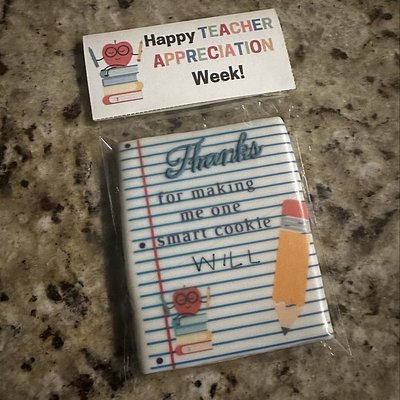 Happy TEACHER
APPRECIATION
Week!
Thanks
for making
me one
smart cookie
WILL